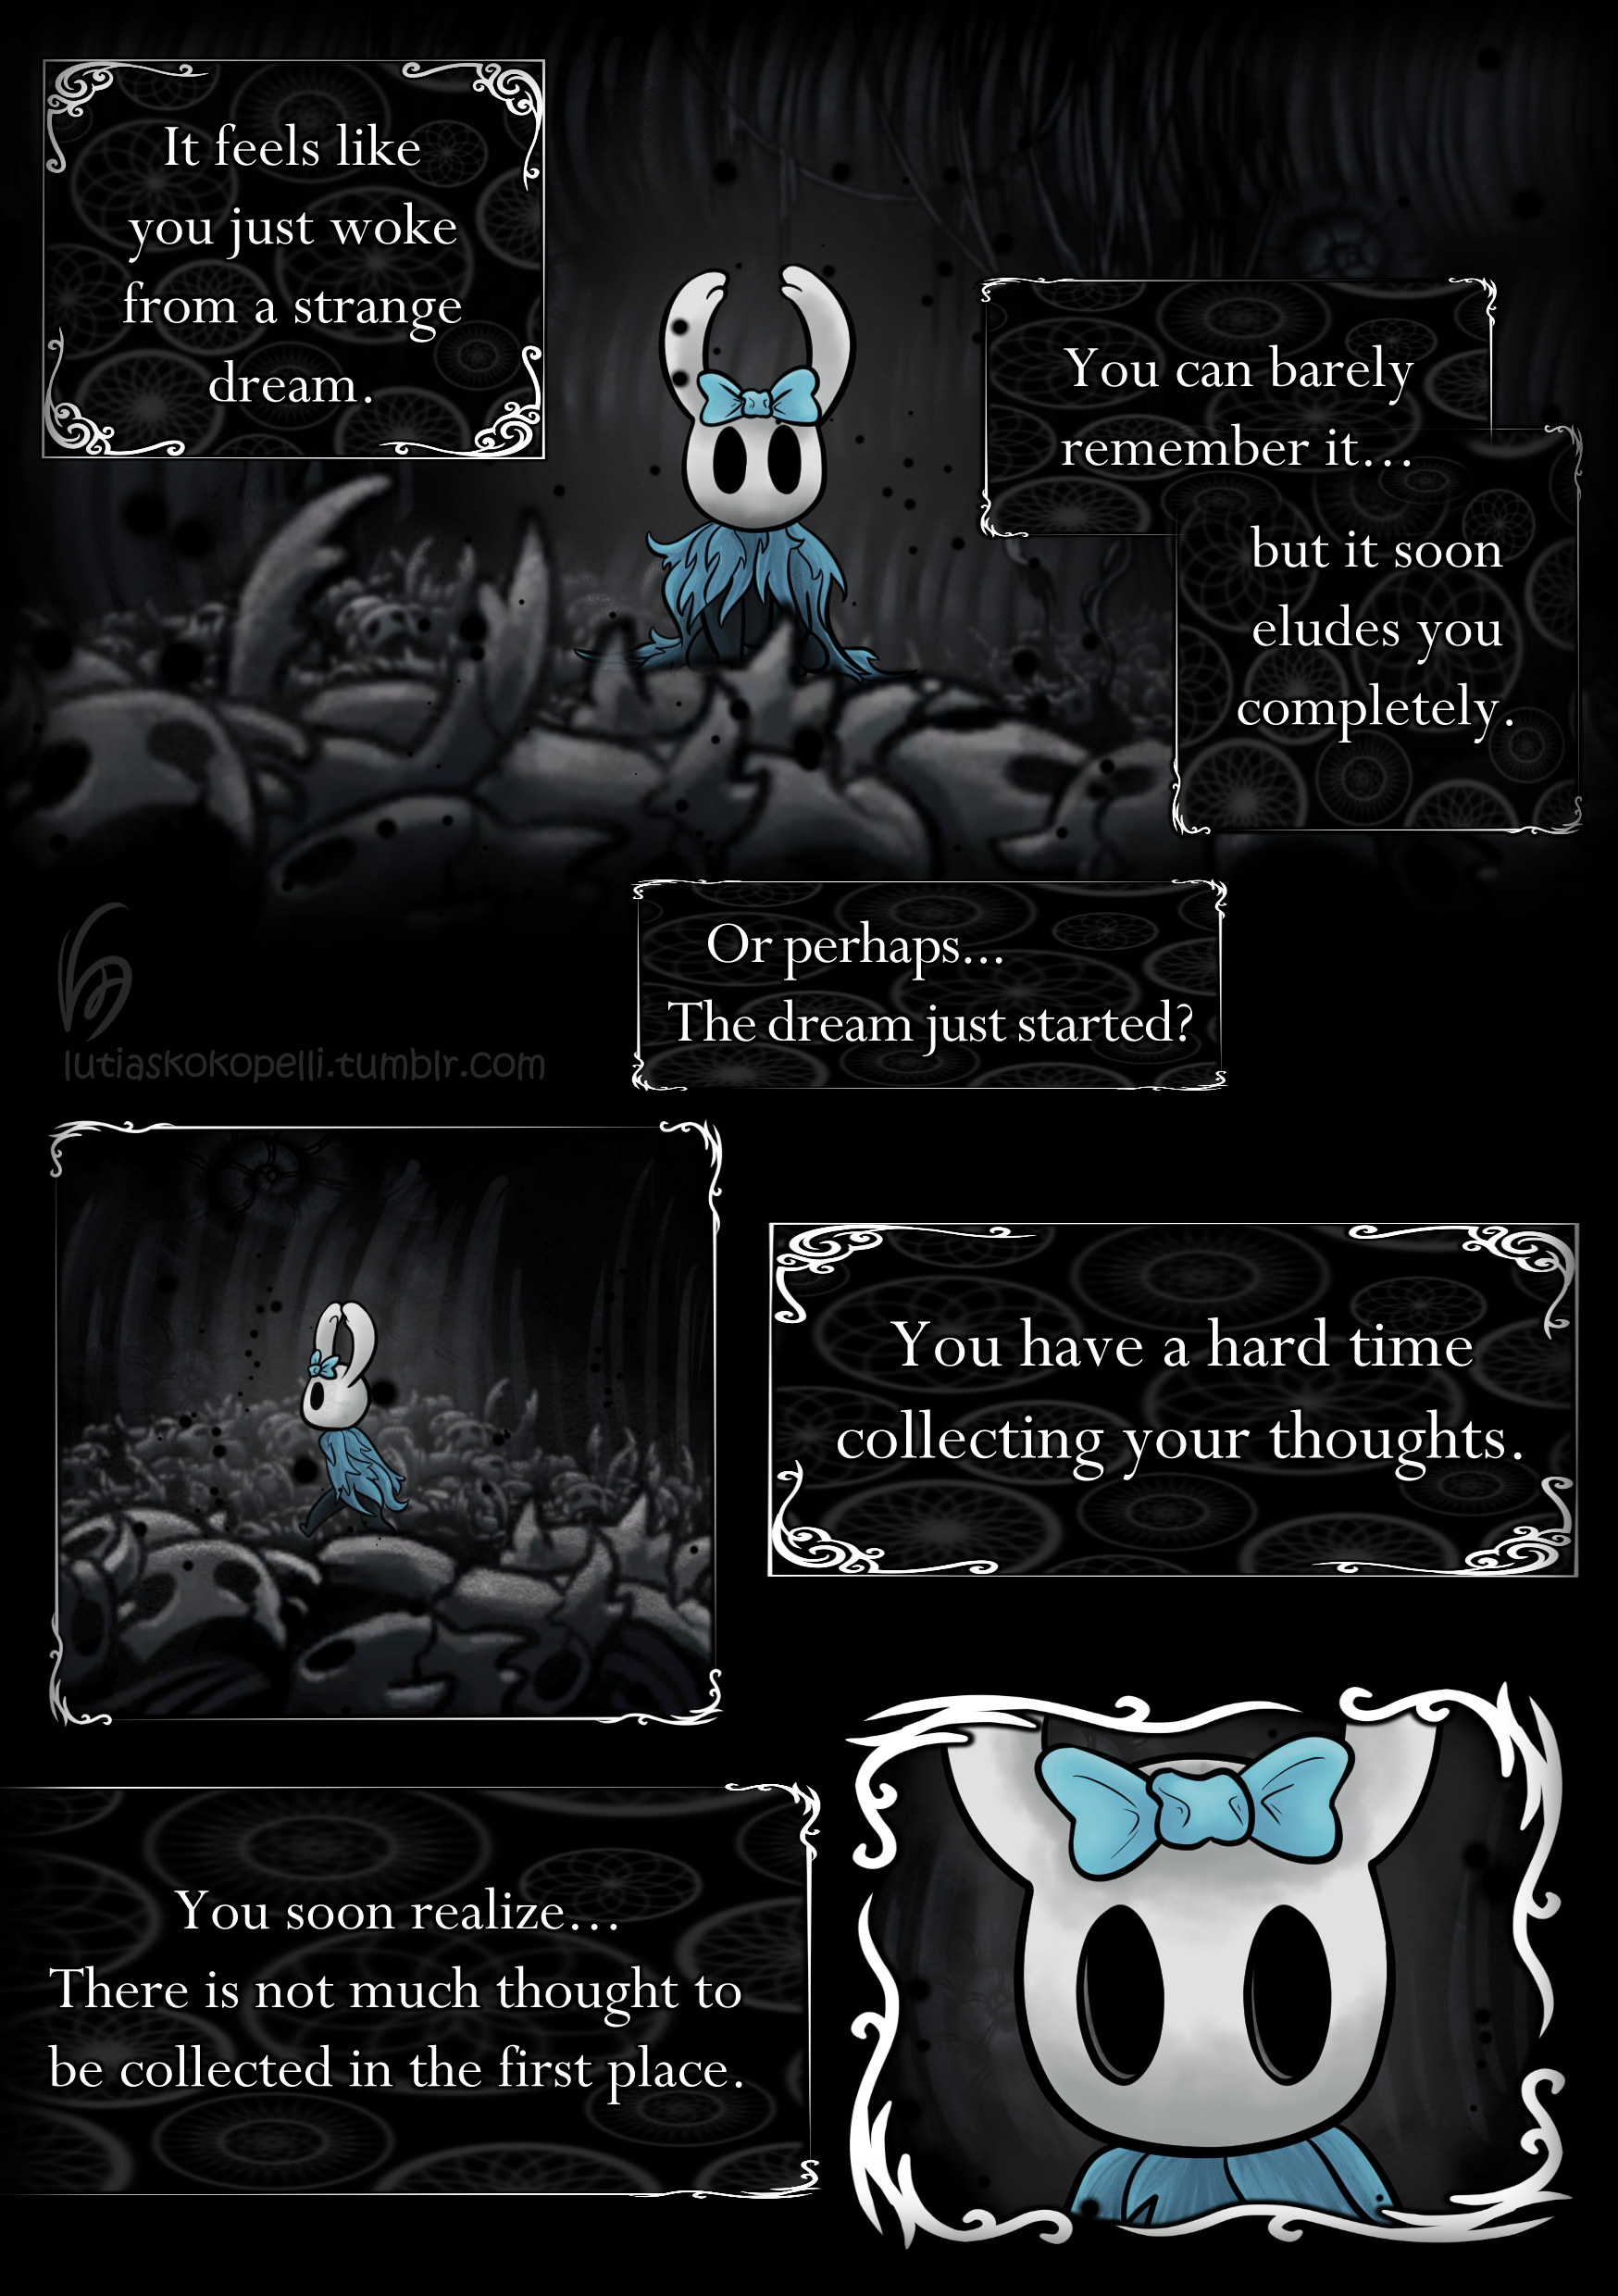 It feels like
you just woke
from a strange
dream.
You can barely
remember it...
but it soon
eludes you
completely.
Or perhaps...
The dream just started?
lutiaskokopelli.tumblr.com
You have a hard time
collecting your thoughts.
You soon realize...
There is not much thought to
be collected in the first place.